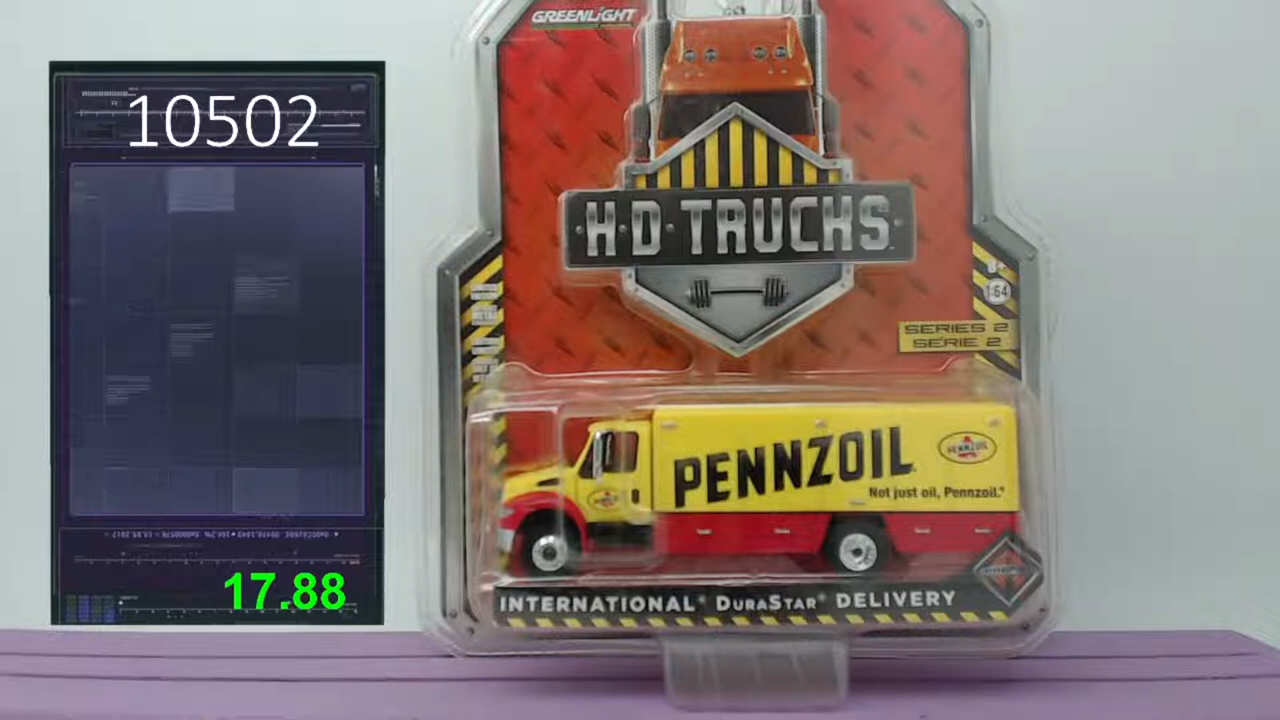 10502
17.88
GREENLIGHT
H·D·TRUCKS
8+
1:64
SERIES 2
SÉRIE 2
PENNZOIL
PENNZOIL
Not just oil, Pennzoil.®
INTERNATIONAL® DURASTAR® DELIVERY